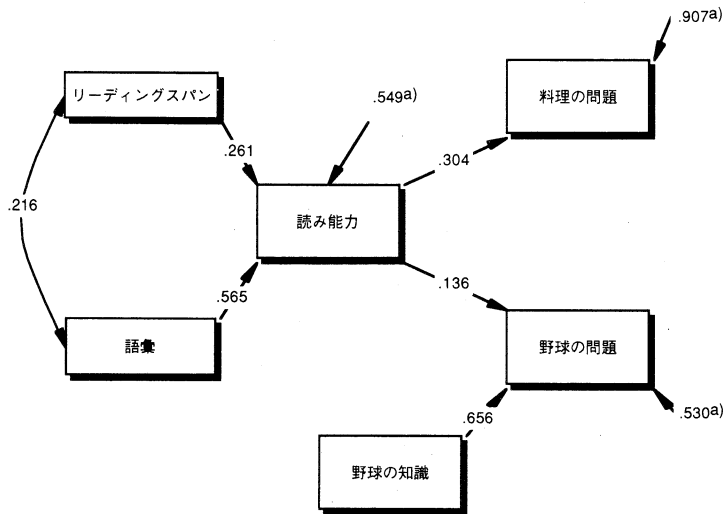 .907a)
リーディングスパン
料理の問題
.549a)
.261
.304
.216
読み能力
.565
.136
語彙
野球の問題
.656
.530a)
野球の知識